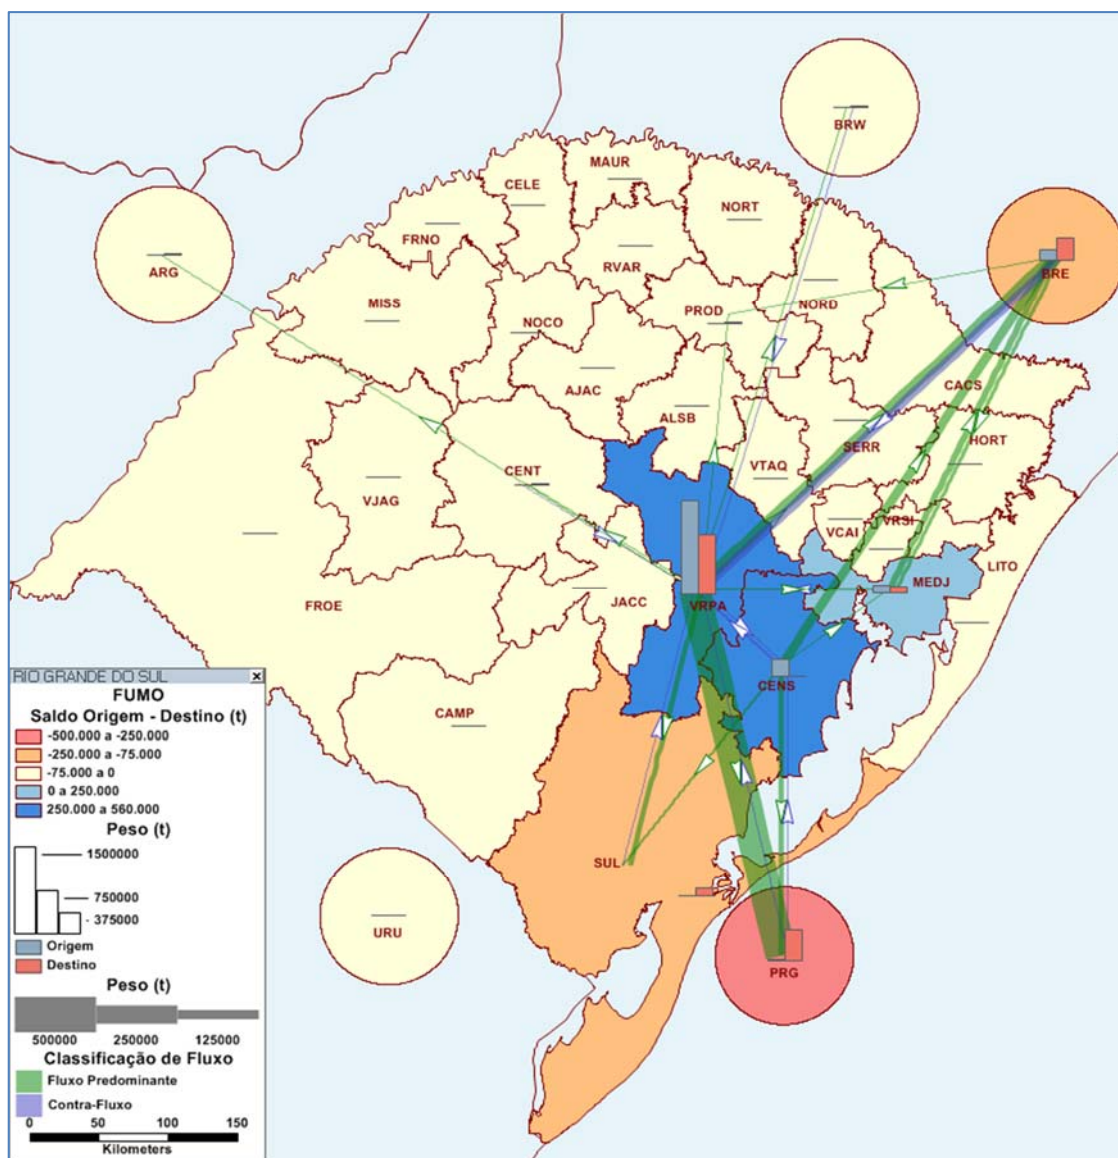 BRW
MAUR
CELE
NORT
FRNO
RVAR
ARG
BRE
MISS
NOCO
PROD
NORD
AJAC
CACS
ALSB
SERR
HORT
CENT
VTAQ
VJAG
VCAI
VRSI
LITO
MEDJ
FROE
JACC
VRPA
CENS
CAMP
SUL
URU
PRG
RIO GRANDE DO SUL
FUMO
Saldo Origem - Destino (t)
-500.000 a -250.000
-250.000 a -75.000
-75.000 a 0
0 a 250.000
250.000 a 560.000
Peso (t)
1500000
750000
375000
Origem
Destino
Peso (t)
500000 250000 125000
Classificação de Fluxo
Fluxo Predominante
Contra-Fluxo
0 50 100 150
Kilometers